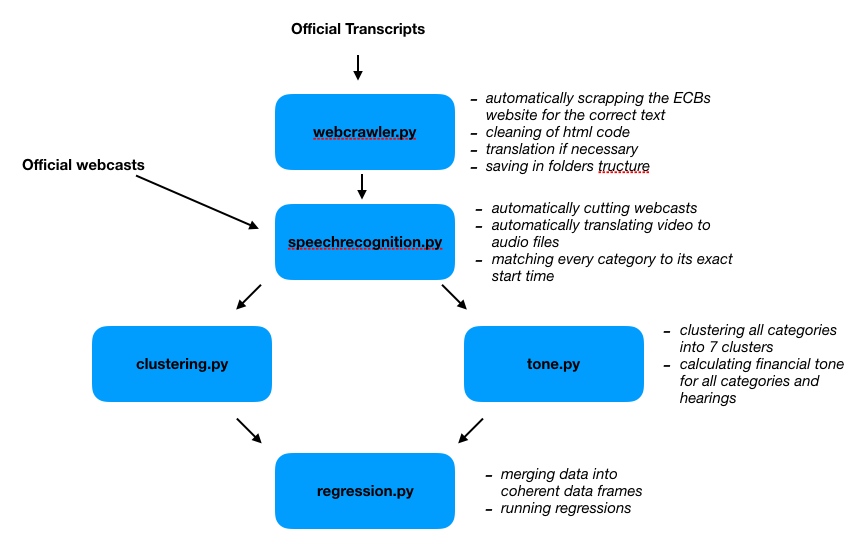 Official Transcripts
webcrawler.py
- automatically scrapping the ECBs
website for the correct text
- cleaning of html code
- translation if necessary
- saving in folders tructure
Official webcasts
speechrecognition.py
- automatically cutting webcasts
- automatically translating video to
audio files
- matching every category to its exact
start time
clustering.py
tone.py
- clustering all categories
into 7 clusters
- calculating financial tone
for all categories and
hearings
regression.py
- merging data into
coherent data frames
- running regressions